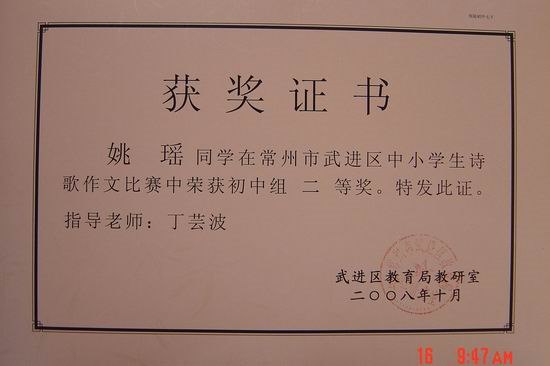 获奖证书
姚 瑶 同学在常州市武进区中小学生诗
歌作文比赛中荣获初中组 二 等奖。特发此证。
指导老师：丁芸波
武进区教育局教研室
二〇〇八年十月
16 9:47AM